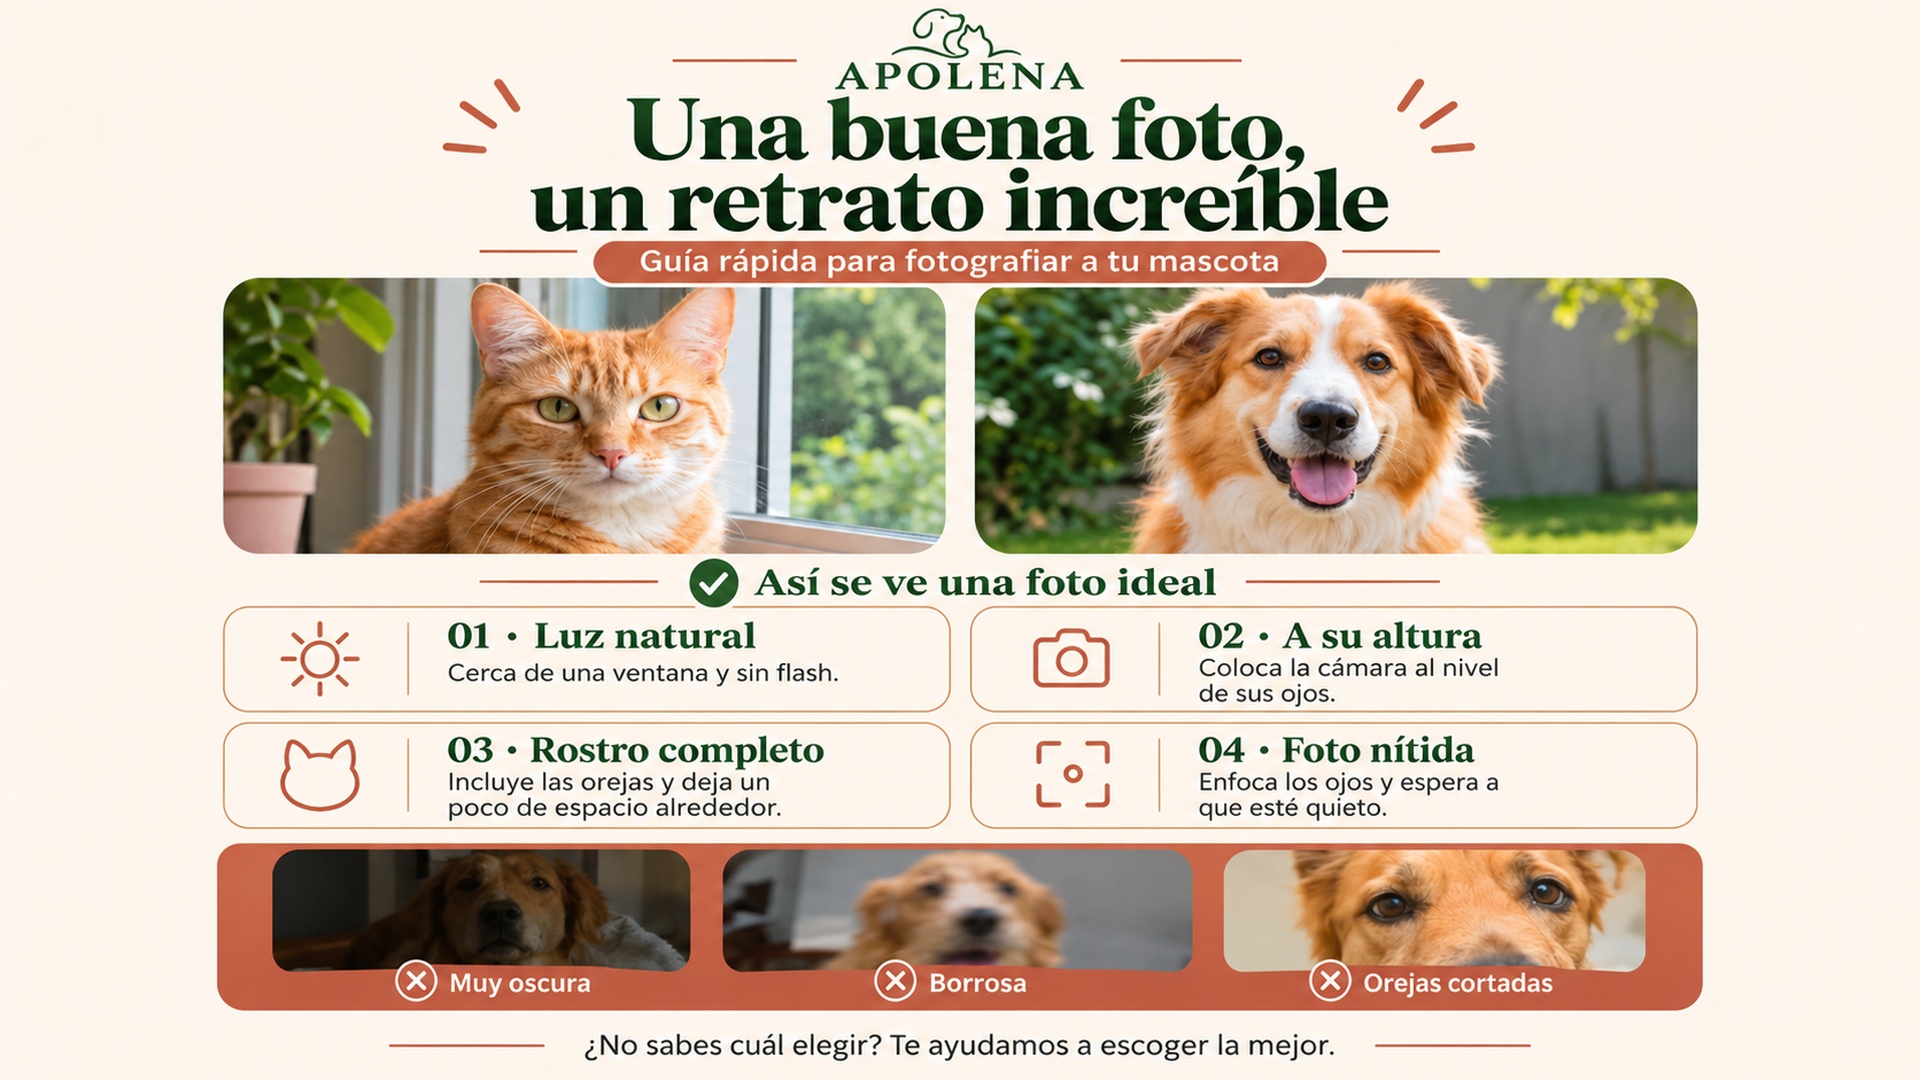 APOLENA
Una buena foto,
un retrato increíble
Guía rápida para fotografiar a tu mascota
Así se ve una foto ideal
01 · Luz natural
Cerca de una ventana y sin flash.
02 · A su altura
Coloca la cámara al nivel
de sus ojos.
03 · Rostro completo
Incluye las orejas y deja un
poco de espacio alrededor.
04 · Foto nítida
Enfoca los ojos y espera a
que esté quieto.
Muy oscura
Borrosa
Orejas cortadas
¿No sabes cuál elegir? Te ayudamos a escoger la mejor.